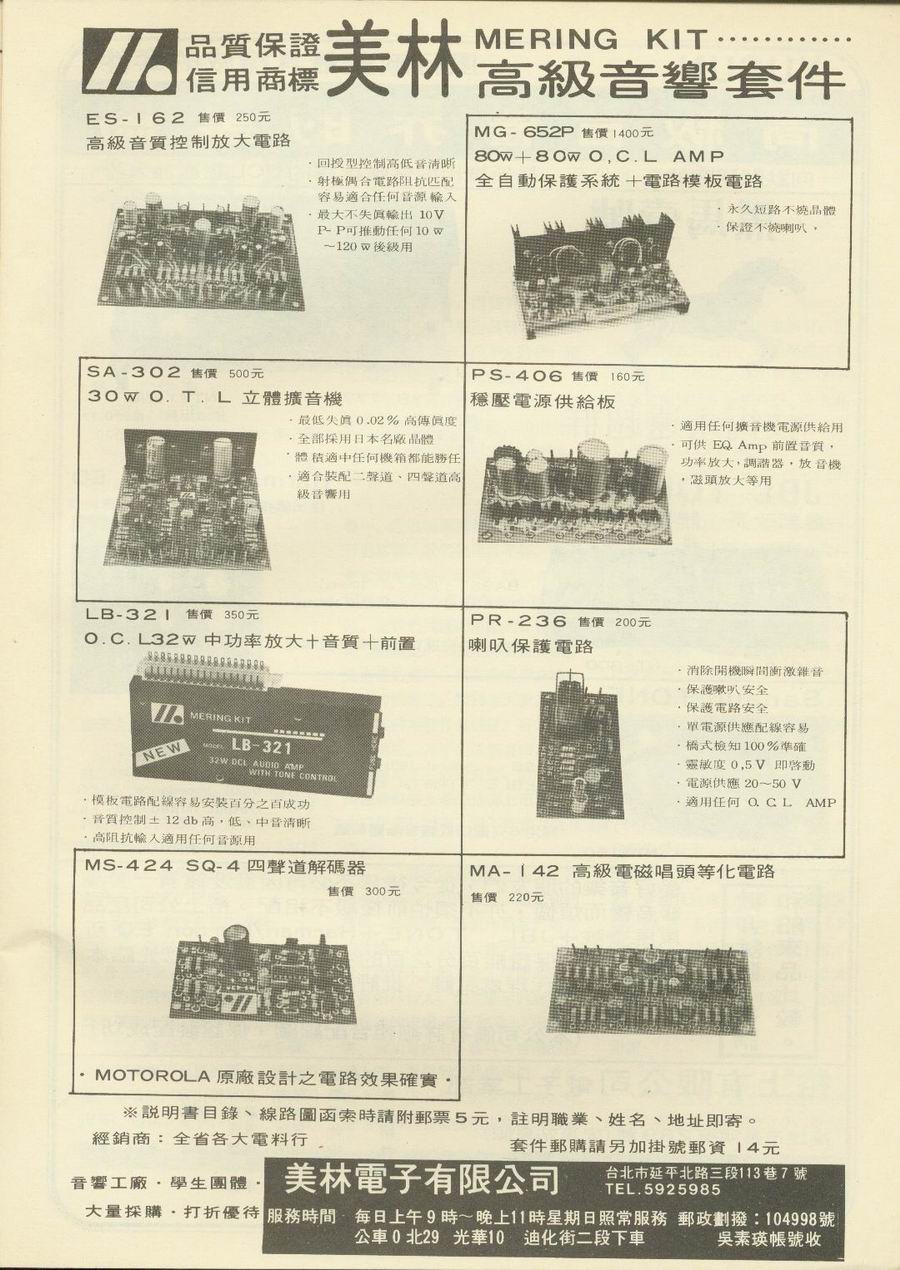 品質保證
信用商標
美林
MERING KIT
高級音響套件
ES-162 售價 250元
高級音質控制放大電路
·回授型控制高低音清晰
·射極偶合電路阻抗匹配
容易適合任何音源輸入
·最大不失眞輸出 10V
P-P可推動任何10 w
～120 w後級用
MG-652P 售價1400元
80w+80w O,C.L AMP
全自動保護系統＋電路模板電路
·永久短路不燒晶體
·保證不燒喇叭，
SA-302 售價 500元
30w O. T. L 立體擴音機
·最低失眞 0.02% 高傳眞度
·全部採用日本名廠晶體
·體積適中任何機箱都能勝任
·適合裝配二聲道、四聲道高
級音響用
PS-406 售價 160元
穩壓電源供給板
·適用任何擴音機電源供給用
·可供 EQ. Amp 前置音質，
功率放大，調諧器，放音機
，磁頭放大等用
LB-321 售價 350元
O.C.L32w 中功率放大＋音質＋前置
MERING KIT
NEW
MODEL LB-321
32W OCL AUDIO AMP
WITH TONE CONTROL
·模板電路配線容易安裝百分之百成功
·音質控制± 12 db 高，低、中音清晰
·高阻抗輸入適用任何音源用
PR-236 售價 200元
喇叭保護電路
·消除開機瞬間衝激雜音
·保護喇叭安全
·保護電路安全
·單電源供應配線容易
·橋式檢知100%準確
·靈敏度 0,5 V 即啓動
·電源供應 20～50 V
·適用任何 O. C. L AMP
MS-424 SQ-4 四聲道解碼器
售價 300元
·MOTOROLA 原廠設計之電路效果確實·
MA-142 高級電磁唱頭等化電路
售價 220元
※説明書目錄、線路圖函索時請附郵票5元，註明職業、姓名、地址即寄。
經銷商：全省各大電料行
套件郵購請另加掛號郵資 14元
音響工廠·學生團體·
大量採購·打折優待
美林電子有限公司
台北市延平北路三段113巷7號
TEL.5925985
服務時間 每日上午9時～晚上11時星期日照常服務 郵政劃撥：104998號
公車0北29 光華10 迪化街二段下車 吳素瑛帳號收